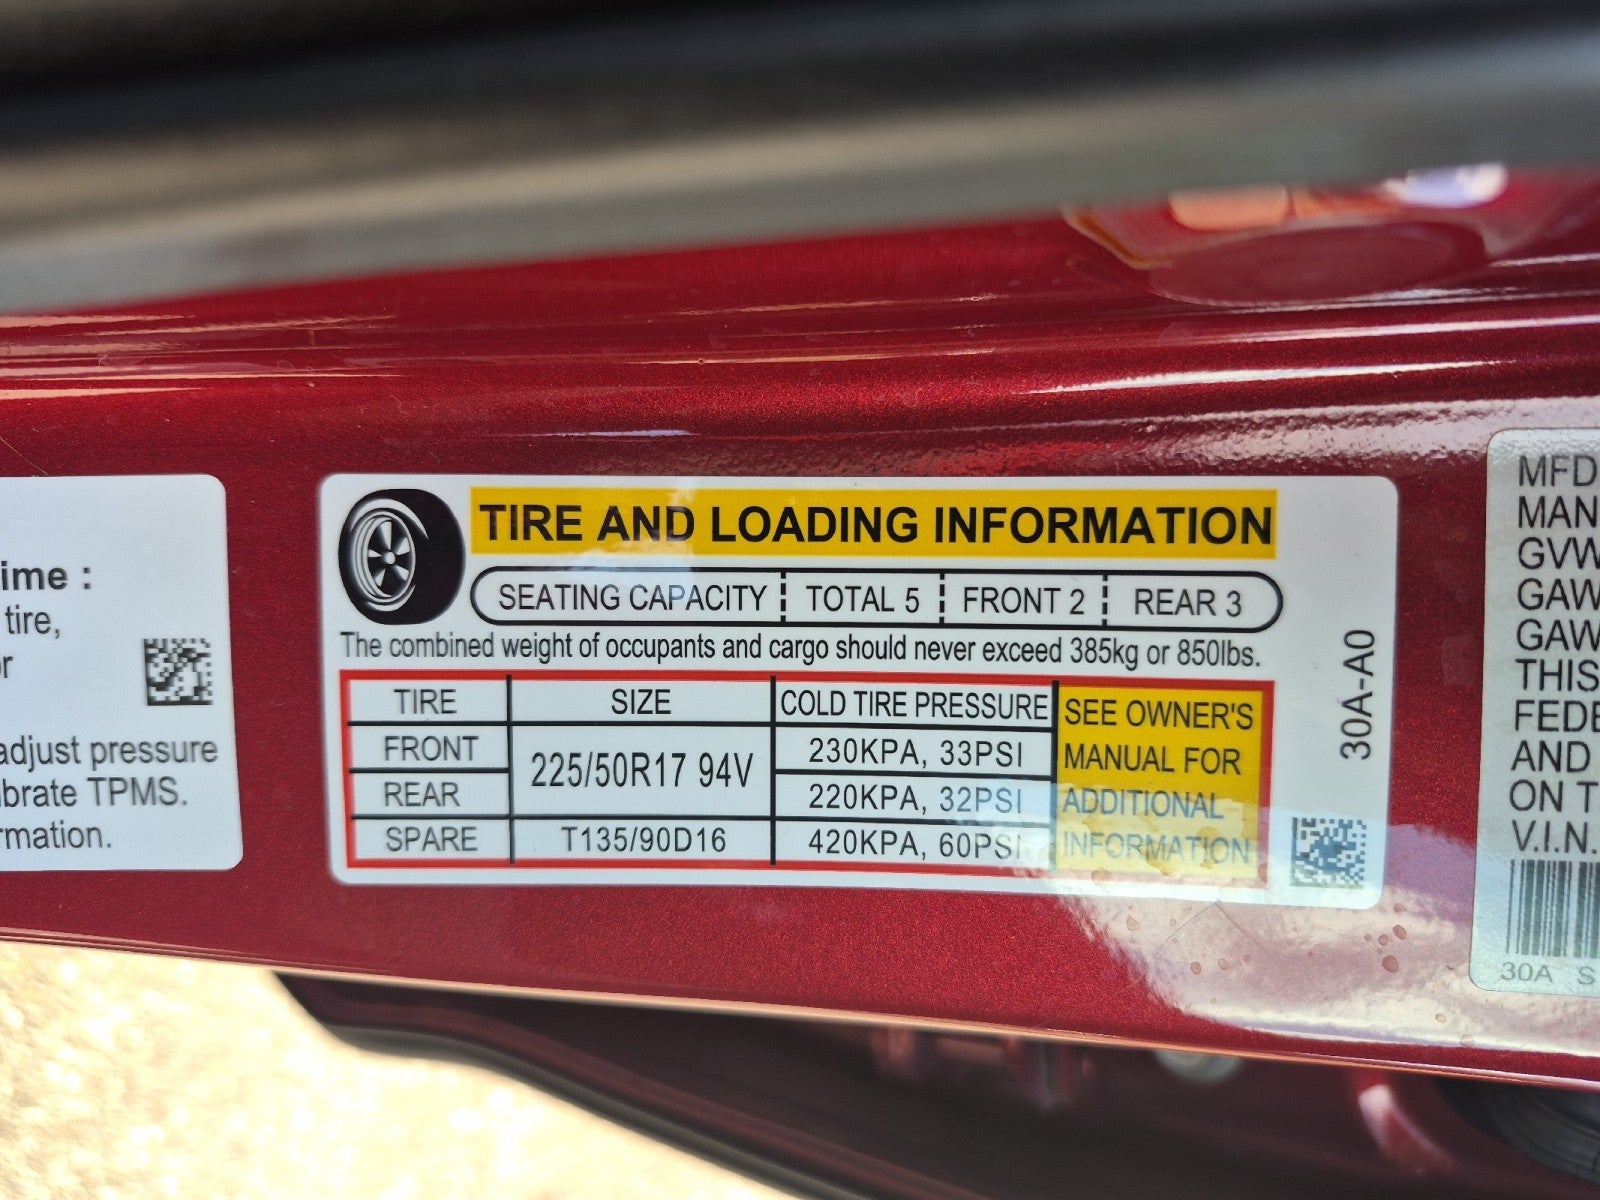 ime :
tire,
or
adjust pressure
brate TPMS.
rmation.
TIRE AND LOADING INFORMATION
SEATING CAPACITY TOTAL 5 FRONT 2 REAR 3
The combined weight of occupants and cargo should never exceed 385kg or 850lbs.
TIRE SIZE COLD TIRE PRESSURE
FRONT 225/50R17 94V 230KPA, 33PSI
REAR 220KPA, 32PSI
SPARE T135/90D16 420KPA, 60PSI
SEE OWNER'S
MANUAL FOR
ADDITIONAL
INFORMATION
30A-A0
MFD
MAN
GVW
GAW
GAW
THIS
FEDE
AND
ON T
V.I.N.
30A S